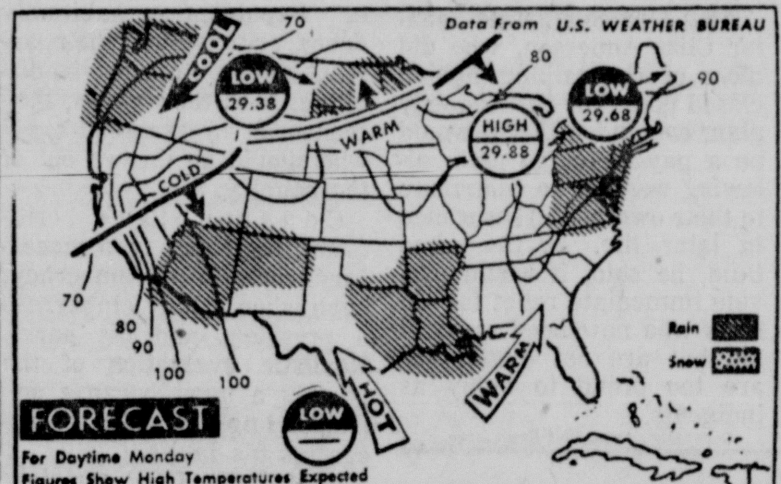 70
Data From U.S. WEATHER BUREAU
COOL
LOW
29.38
80
LOW
29.68
90
WARM
HIGH
29.88
COLD
70
80
90
100
100
HOT
WARM
Rain
Snow
FORECAST
LOW
For Daytime Monday
Figures Show High Temperatures Expected